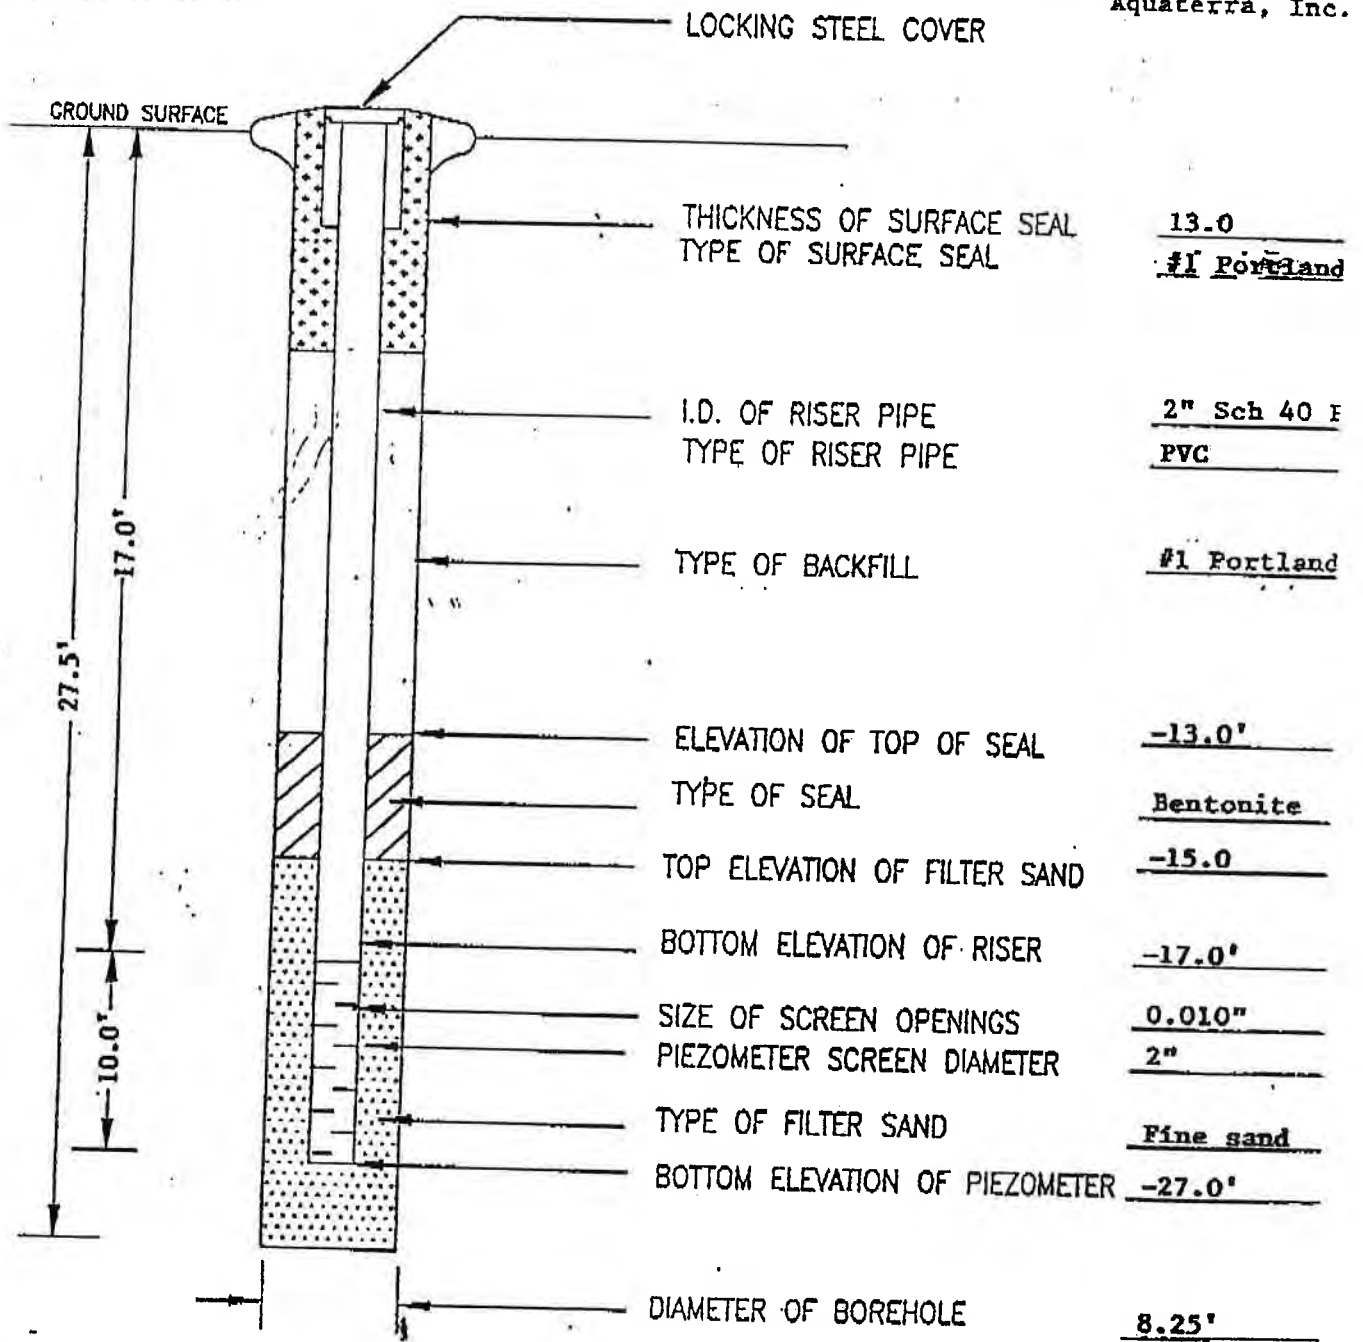 Aquaterra, Inc.
LOCKING STEEL COVER
GROUND SURFACE
THICKNESS OF SURFACE SEAL 13.0
TYPE OF SURFACE SEAL #1 Portland
I.D. OF RISER PIPE 2" Sch 40
TYPE OF RISER PIPE PVC
17.0'
TYPE OF BACKFILL #1 Portland
27.5'
ELEVATION OF TOP OF SEAL -13.0'
TYPE OF SEAL Bentonite
TOP ELEVATION OF FILTER SAND -15.0
BOTTOM ELEVATION OF RISER -17.0'
10.0'
SIZE OF SCREEN OPENINGS 0.010"
PIEZOMETER SCREEN DIAMETER 2"
TYPE OF FILTER SAND Fine sand
BOTTOM ELEVATION OF PIEZOMETER -27.0'
DIAMETER OF BOREHOLE 8.25'